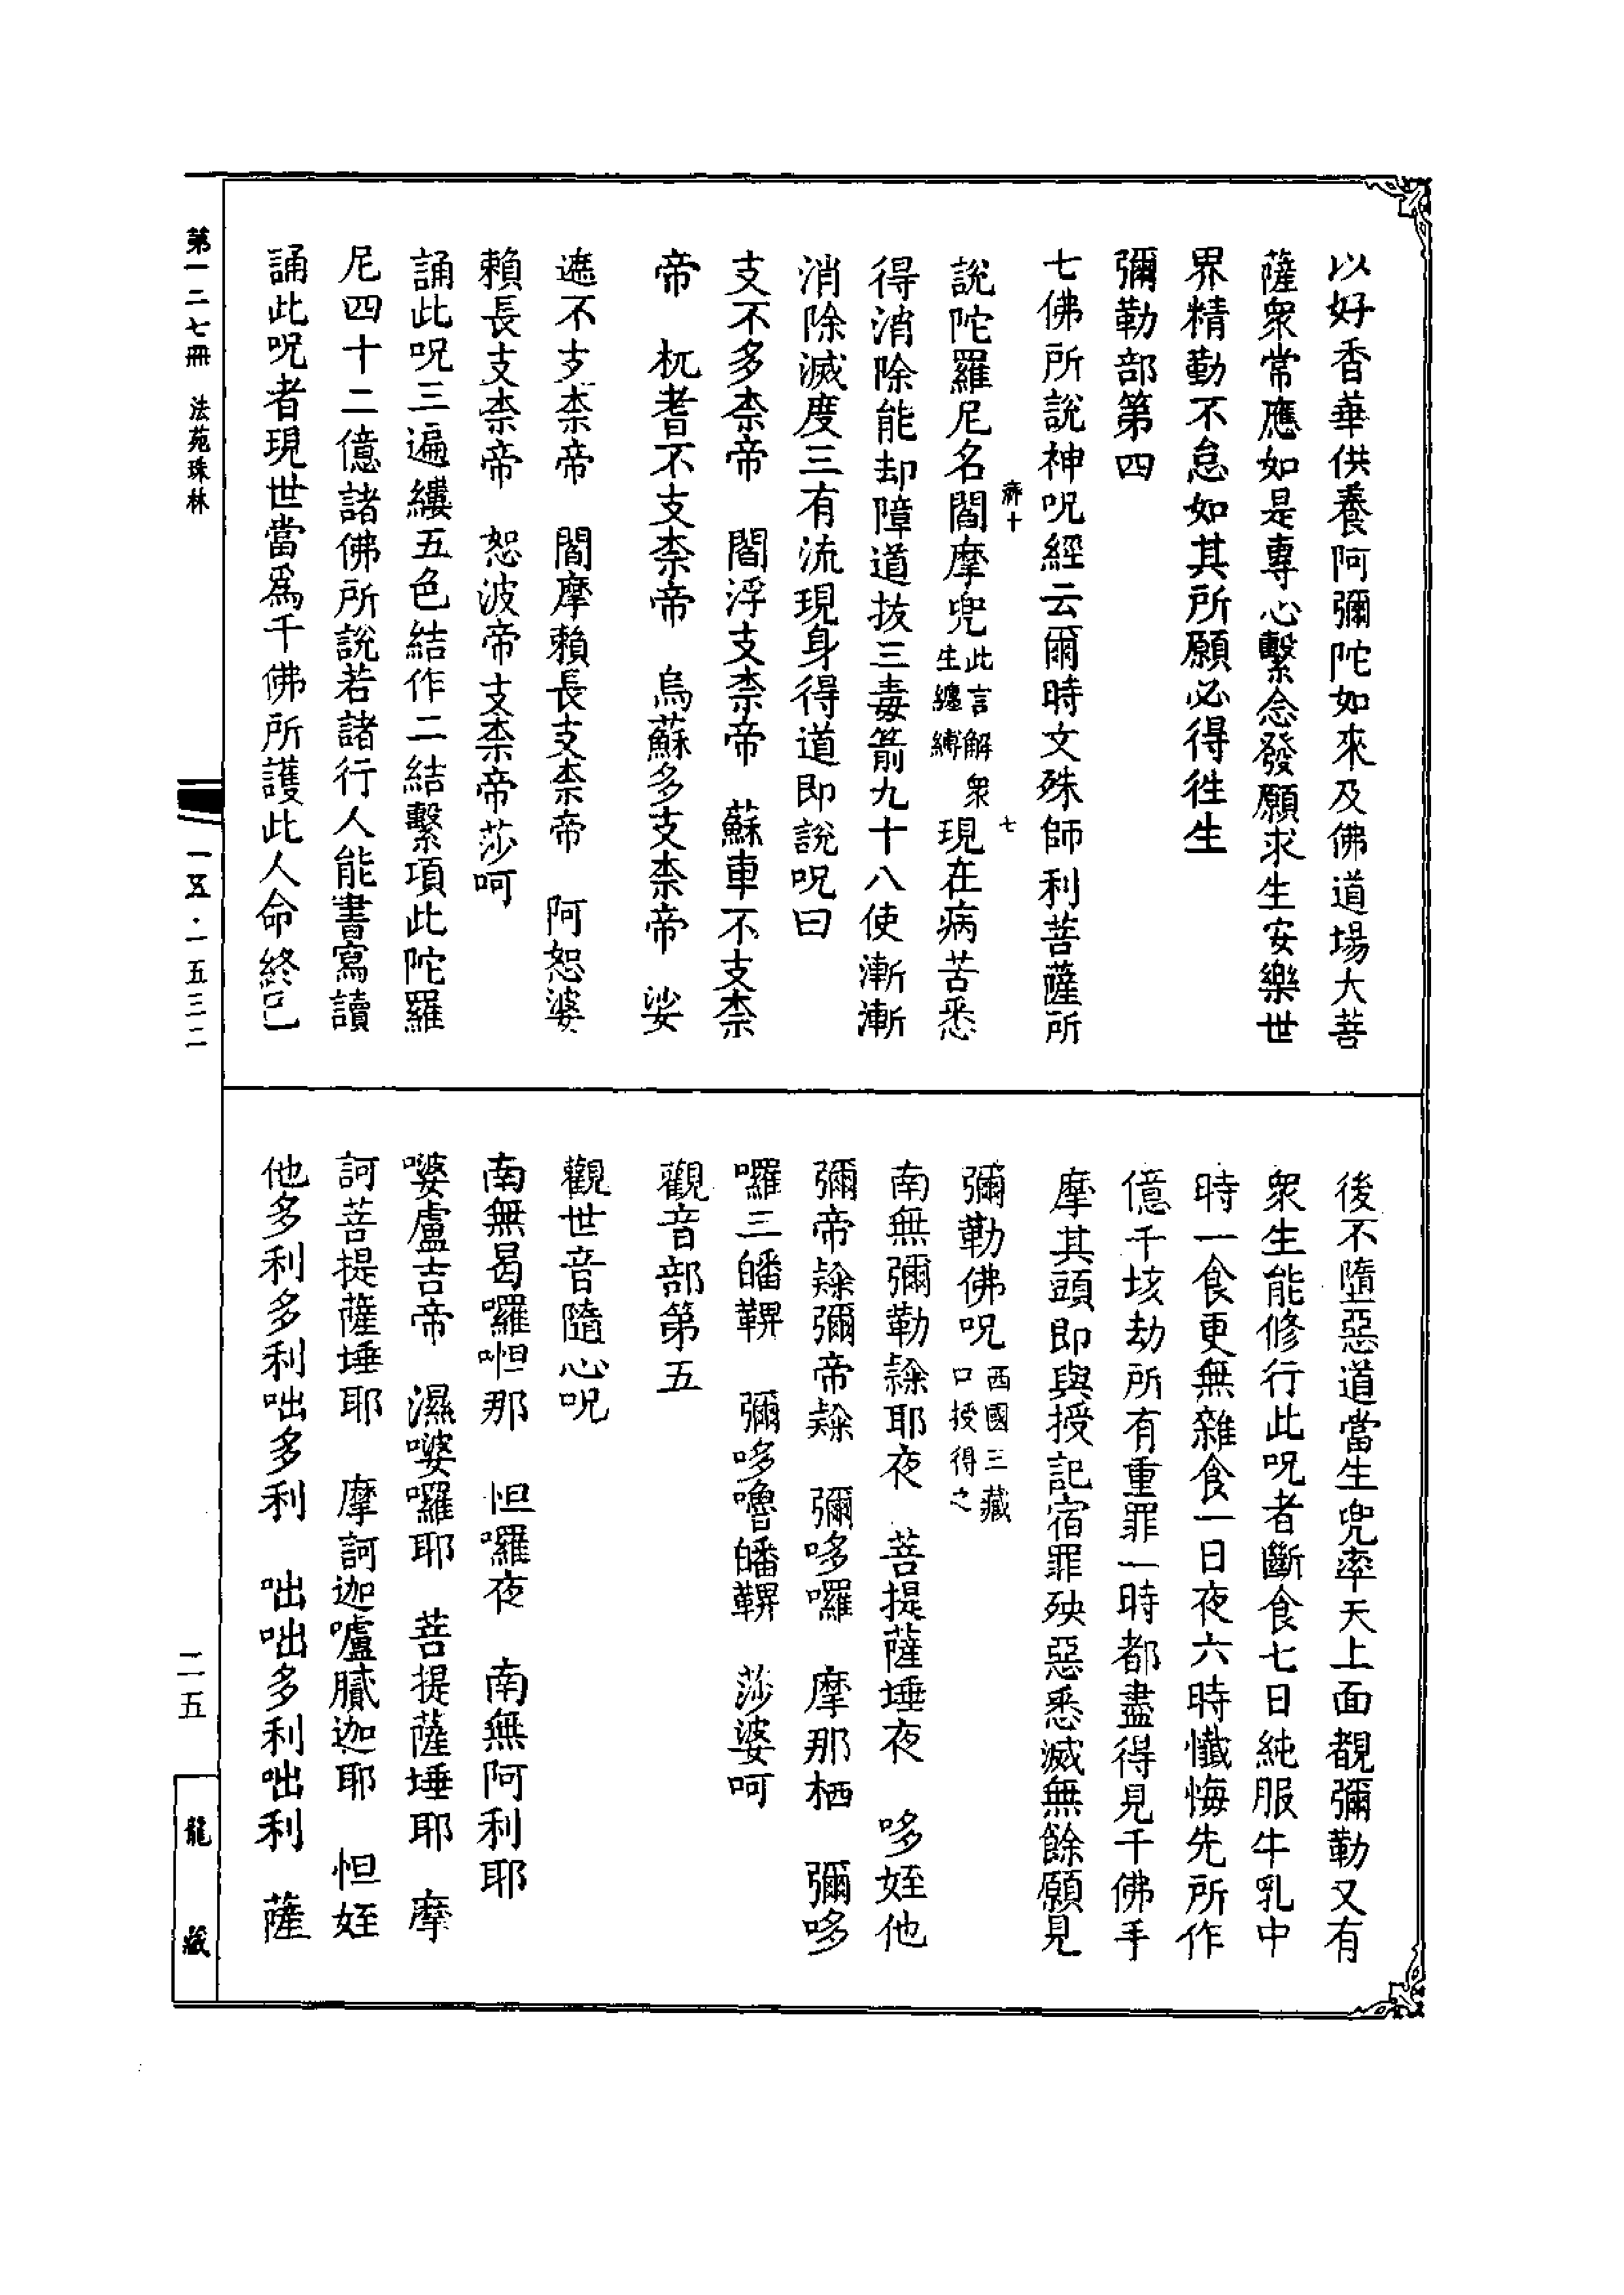 以好香華供養阿彌陀如來及佛道場大菩
薩衆常應如是專心繫念發願求生安樂世
界精勤不怠如其所願必得徃生
彌勒部第四
七佛所說神呪經云爾時文殊師利菩薩所
說陀羅尼名閻摩兜此言解衆生纏縛現在病苦悉
得消除能却障道拔三毒箭九十八使漸漸
消除滅度三有流現身得道即說呪曰
支不多柰帝　閻浮支柰帝　蘇車不支柰
帝　杌耆不支柰帝　烏蘇多支柰帝　娑
遮不支柰帝　閻摩賴長支柰帝　阿恕婆
賴長支柰帝　恕波帝支柰帝莎呵
誦此呪三遍縷五色結作二結繫項此陀羅
尼四十二億諸佛所說若諸行人能書寫讀
誦此呪者現世當爲千佛所護此人命終已
後不墮惡道當生兜率天上面覩彌勒又有
衆生能修行此呪者斷食七日純服牛乳中
時一食更無雜食一日夜六時懺悔先所作
億千垓劫所有重罪一時都盡得見千佛手
摩其頭即與授記宿罪殃惡悉滅無餘願見
彌勒佛呪西國三藏口授得之
南無彌勒㘑耶夜　菩提薩埵夜　哆姪他
彌帝㘑彌帝㘑　彌哆囉　摩那栖　彌哆
囉三皤鞞　彌哆嚕皤鞞　莎婆呵
觀音部第五
觀世音隨心呪
南無曷囉怛那　怛囉夜　南無阿利耶
婆盧吉帝　濕婆囉耶　菩提薩埵耶　摩
訶菩提薩埵耶　摩訶迦嚧膩迦耶　怛姪
他多利多利咄多利　咄咄多利咄利　薩
第一二七冊　法苑珠林
一五·一五三二
二五
龍藏
疥十
七